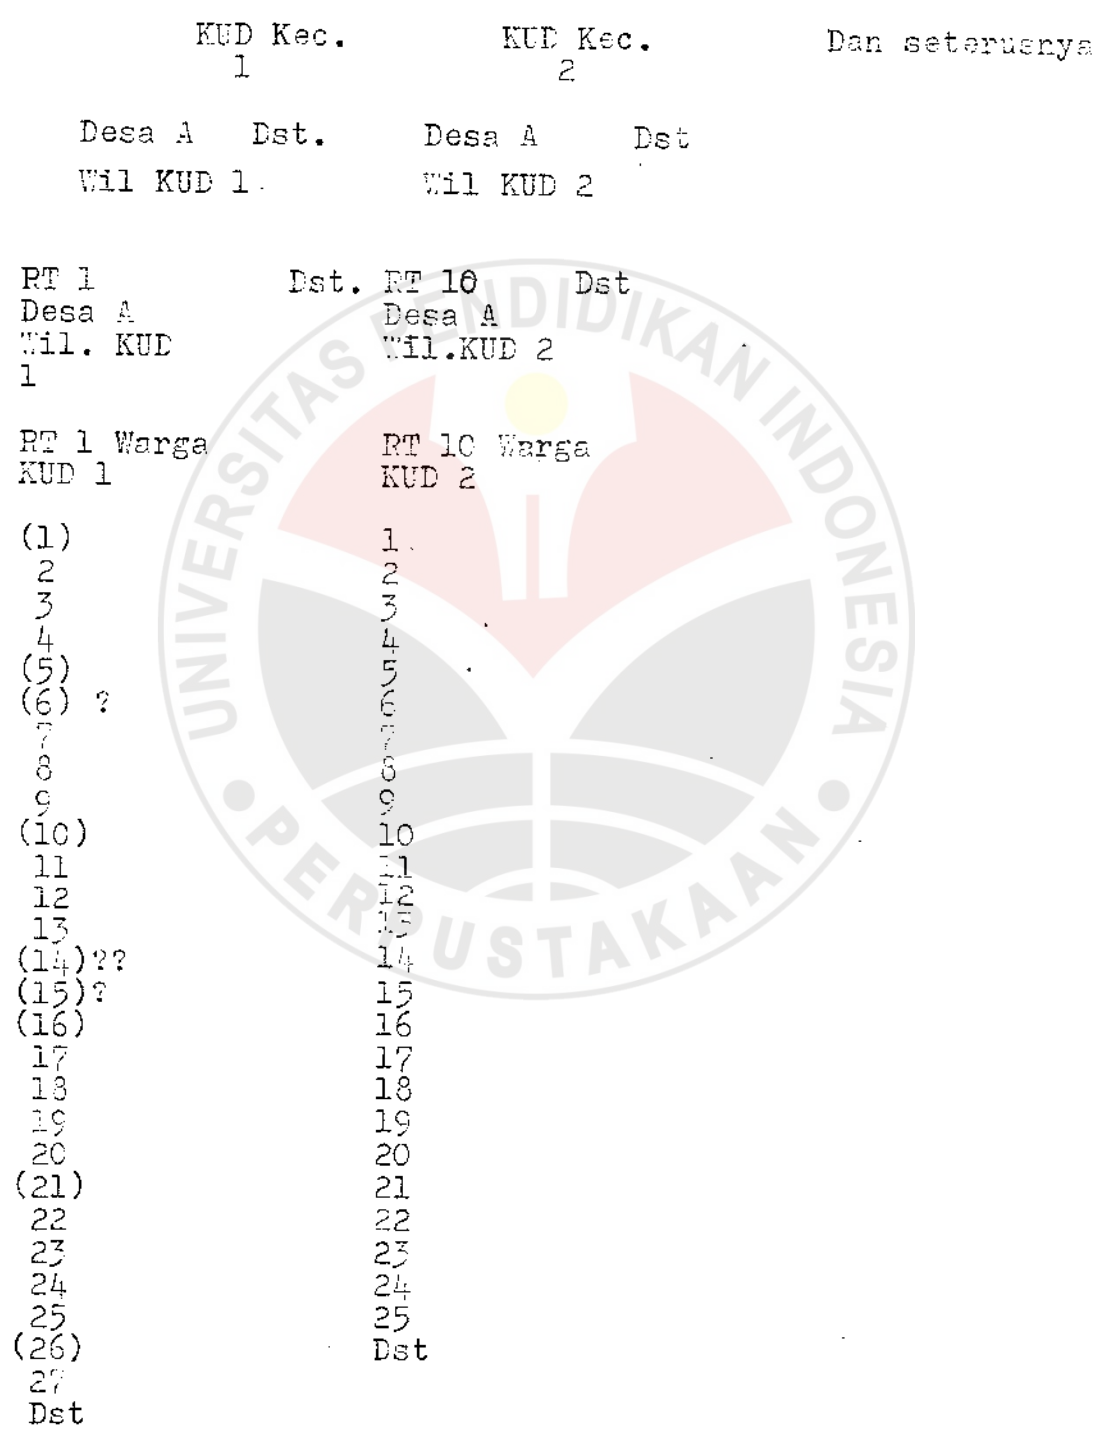 KUD Kec. KUD Kec. Dan seterusnya
1 2
Desa A Dst. Desa A Dst
Wil KUD 1. Wil KUD 2
RT 1 Dst. RT 10 Dst
Desa A Desa A
Wil. KUD Wil.KUD 2
1
RT 1 Warga RT 10 Warga
KUD 1 KUD 2
(1) 1
2 2
3 3
4 4
(5) 5
(6) ? 6
7 7
8 8
9 9
(10) 10
11 11
12 12
13 13
(14)?? 14
(15)? 15
(16) 16
17 17
18 18
19 19
20 20
(21) 21
22 22
23 23
24 24
25 25
(26) Dst
27
Dst
UNIVERSITAS PENDIDIKAN INDONESIA
PERPUSTAKAAN